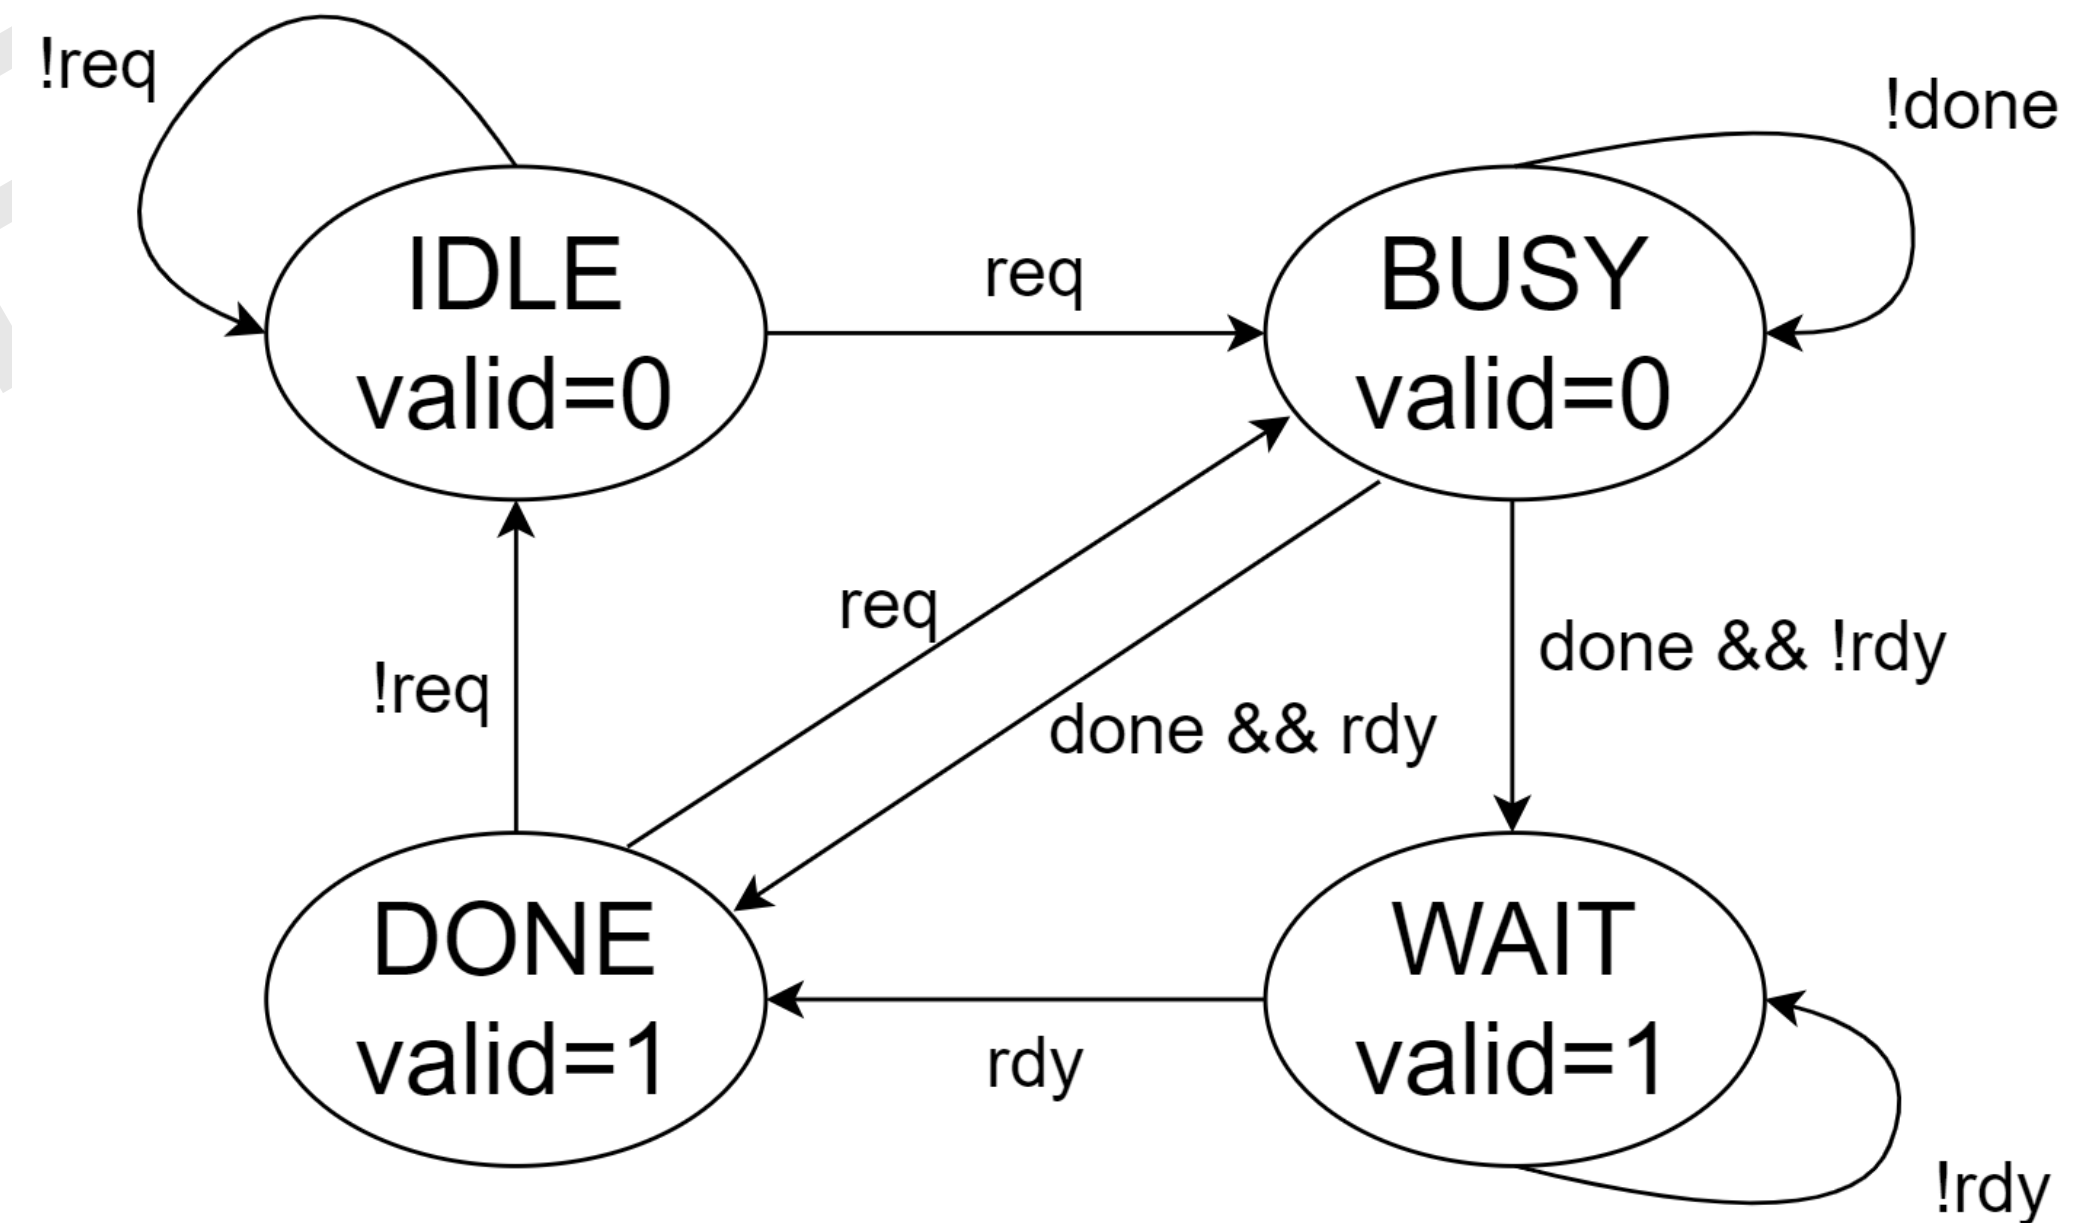 !req
!done
IDLE
valid=0
req
BUSY
valid=0
req
done && !rdy
!req
done && rdy
DONE
valid=1
WAIT
valid=1
rdy
!rdy